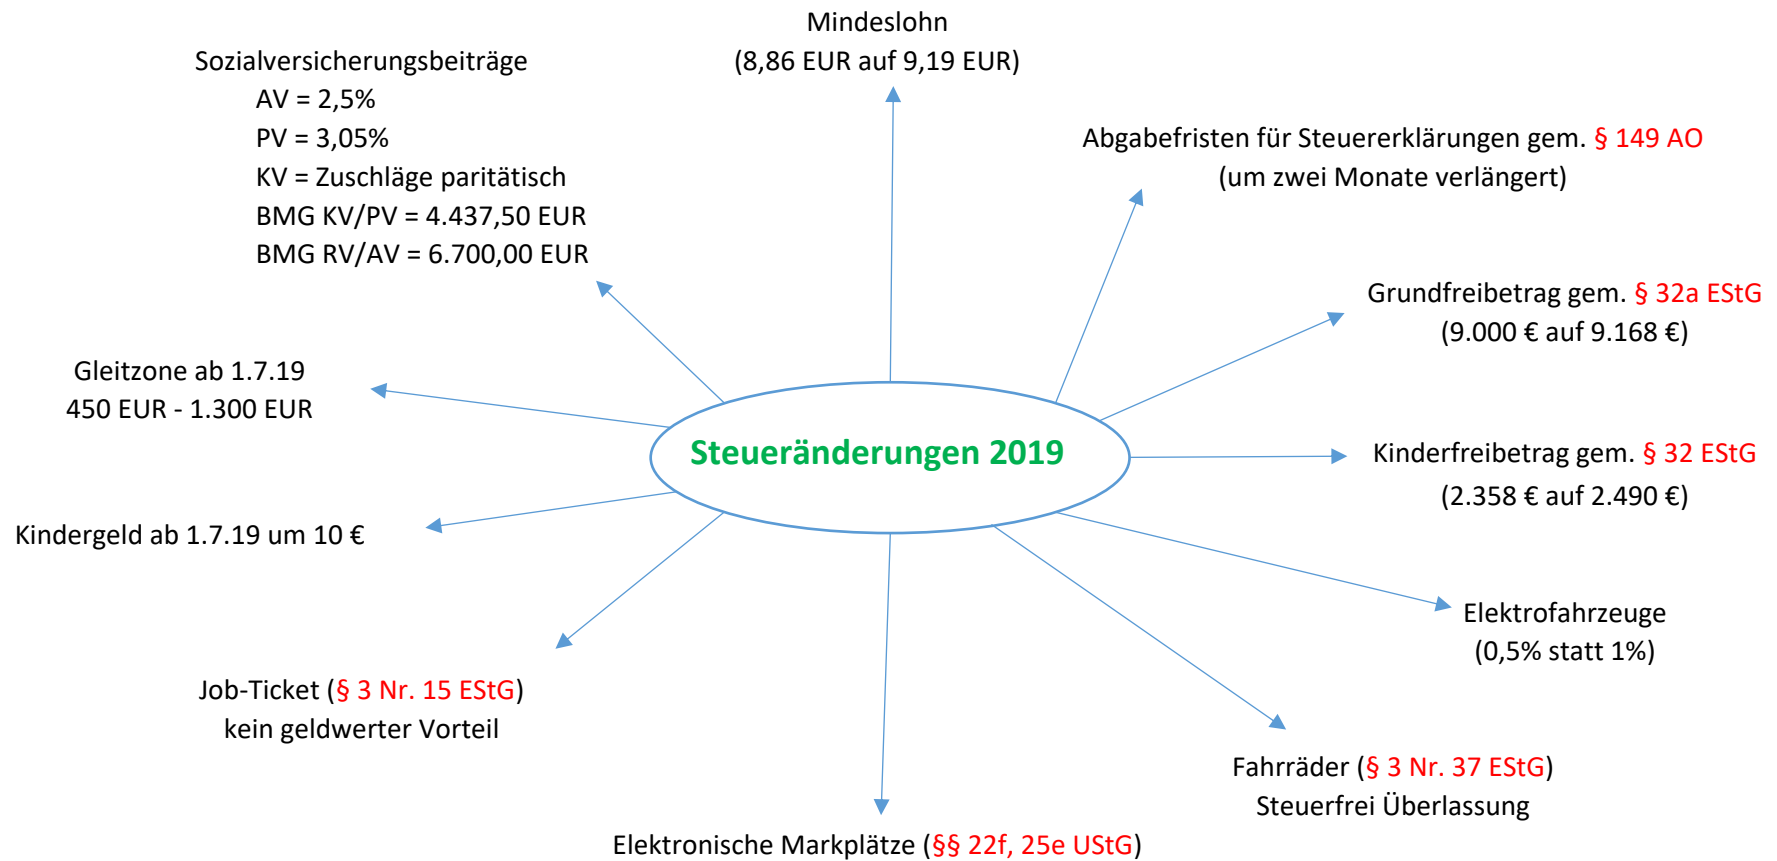 Mindeslohn
(8,86 EUR auf 9,19 EUR)
Sozialversicherungsbeiträge
AV = 2,5%
PV = 3,05%
KV = Zuschläge paritätisch
BMG KV/PV = 4.437,50 EUR
BMG RV/AV = 6.700,00 EUR
Abgabefristen für Steuererklärungen gem. § 149 AO
(um zwei Monate verlängert)
Grundfreibetrag gem. § 32a EStG
(9.000 € auf 9.168 €)
Gleitzone ab 1.7.19
450 EUR - 1.300 EUR
Steueränderungen 2019
Kinderfreibetrag gem. § 32 EStG
(2.358 € auf 2.490 €)
Kindergeld ab 1.7.19 um 10 €
Elektrofahrzeuge
(0,5% statt 1%)
Job-Ticket (§ 3 Nr. 15 EStG)
kein geldwerter Vorteil
Fahrräder (§ 3 Nr. 37 EStG)
Steuerfrei Überlassung
Elektronische Markplätze (§§ 22f, 25e UStG)